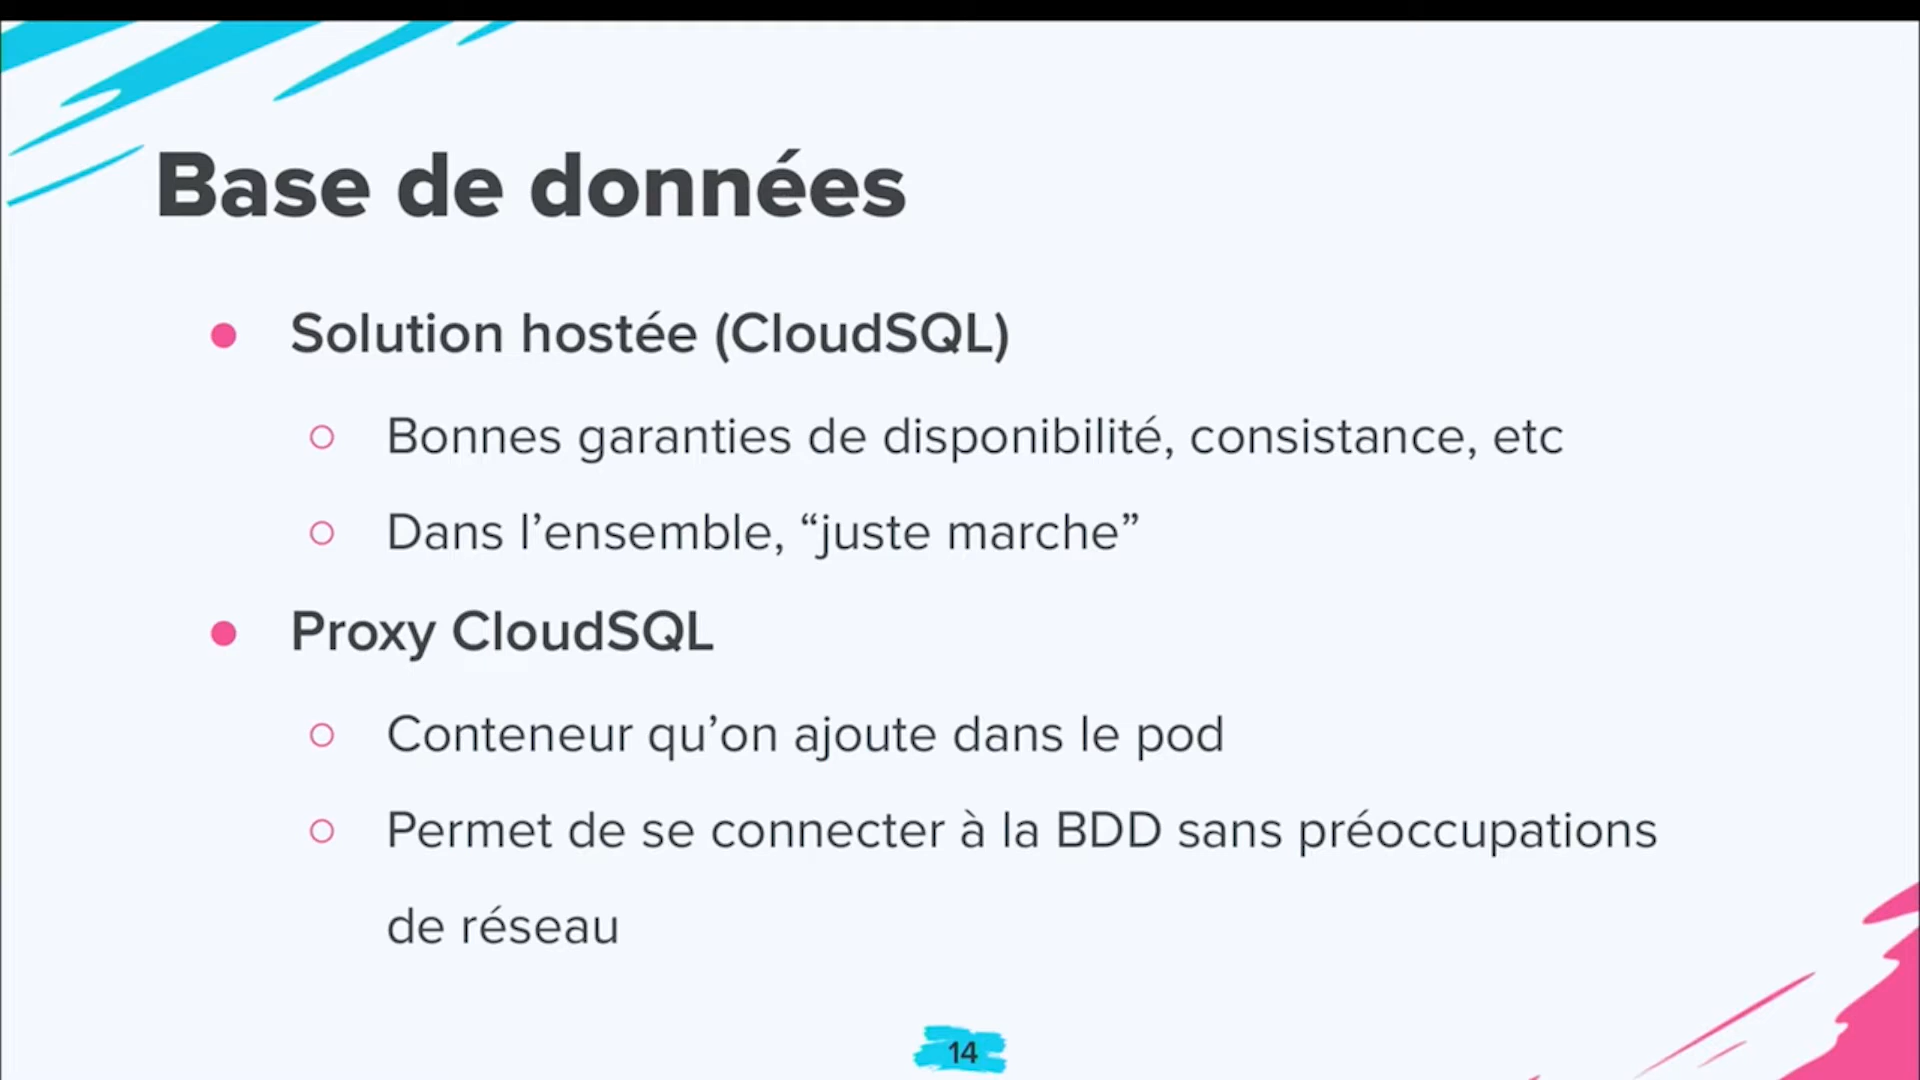 Base de données
Solution hostée (CloudSQL)
Bonnes garanties de disponibilité, consistance, etc
Dans l’ensemble, “juste marche”
Proxy CloudSQL
Conteneur qu’on ajoute dans le pod
Permet de se connecter à la BDD sans préoccupations
de réseau
14